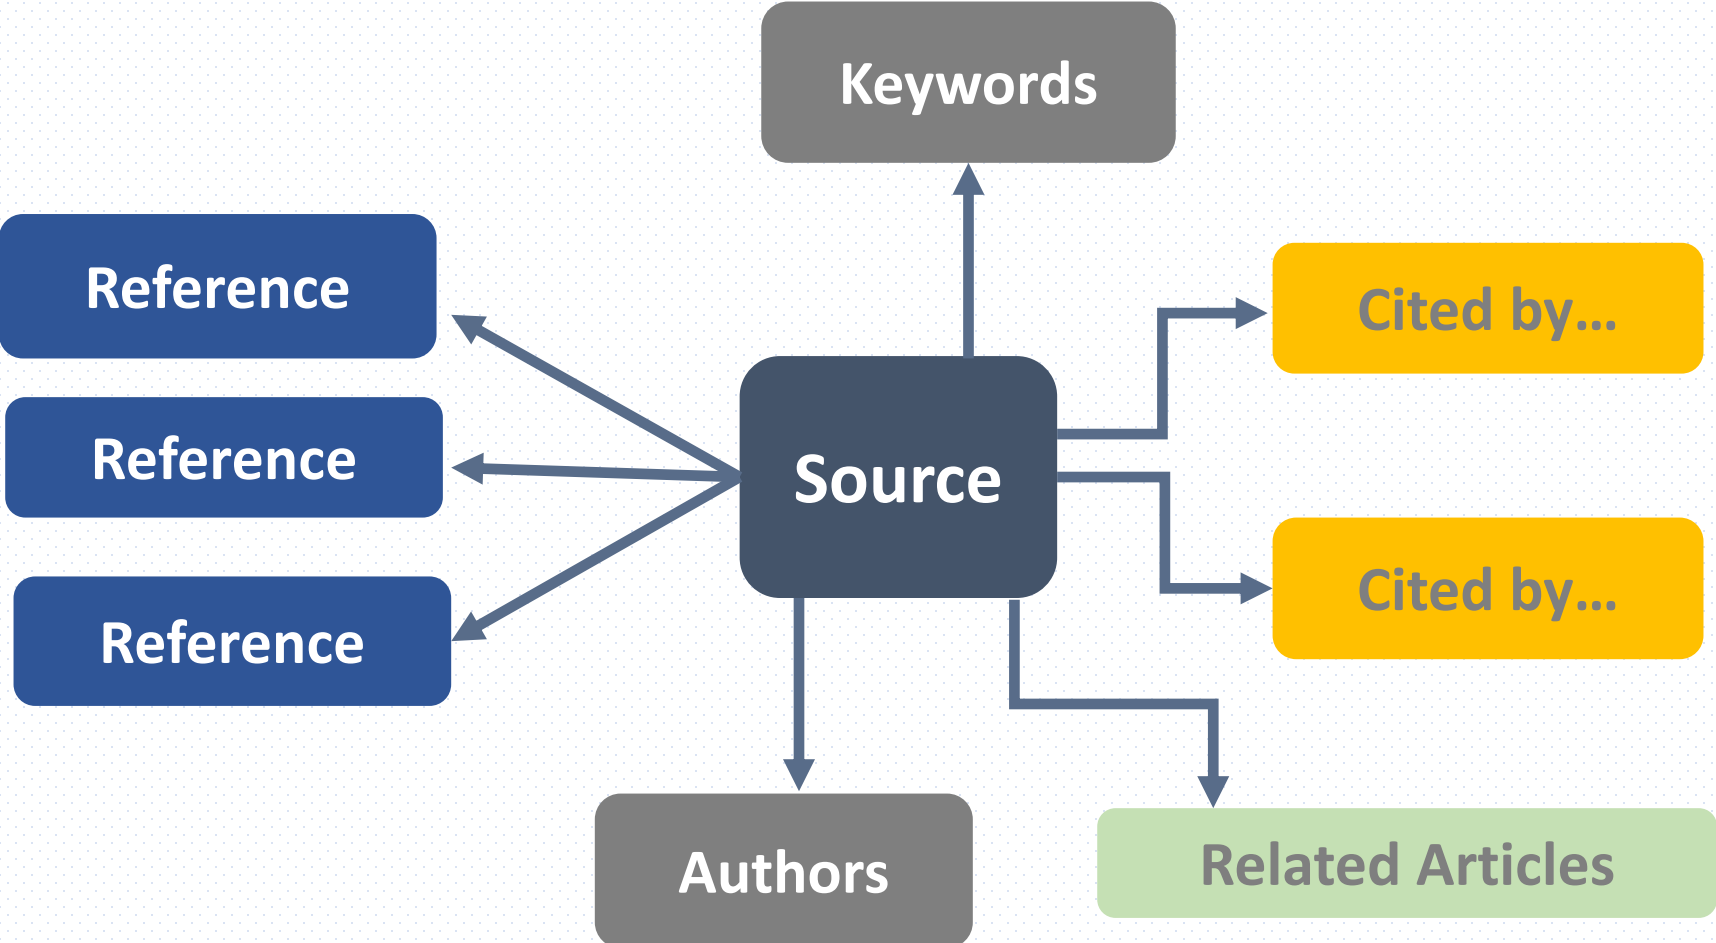 Keywords
Reference
Cited by...
Reference
Source
Cited by...
Reference
Authors
Related Articles